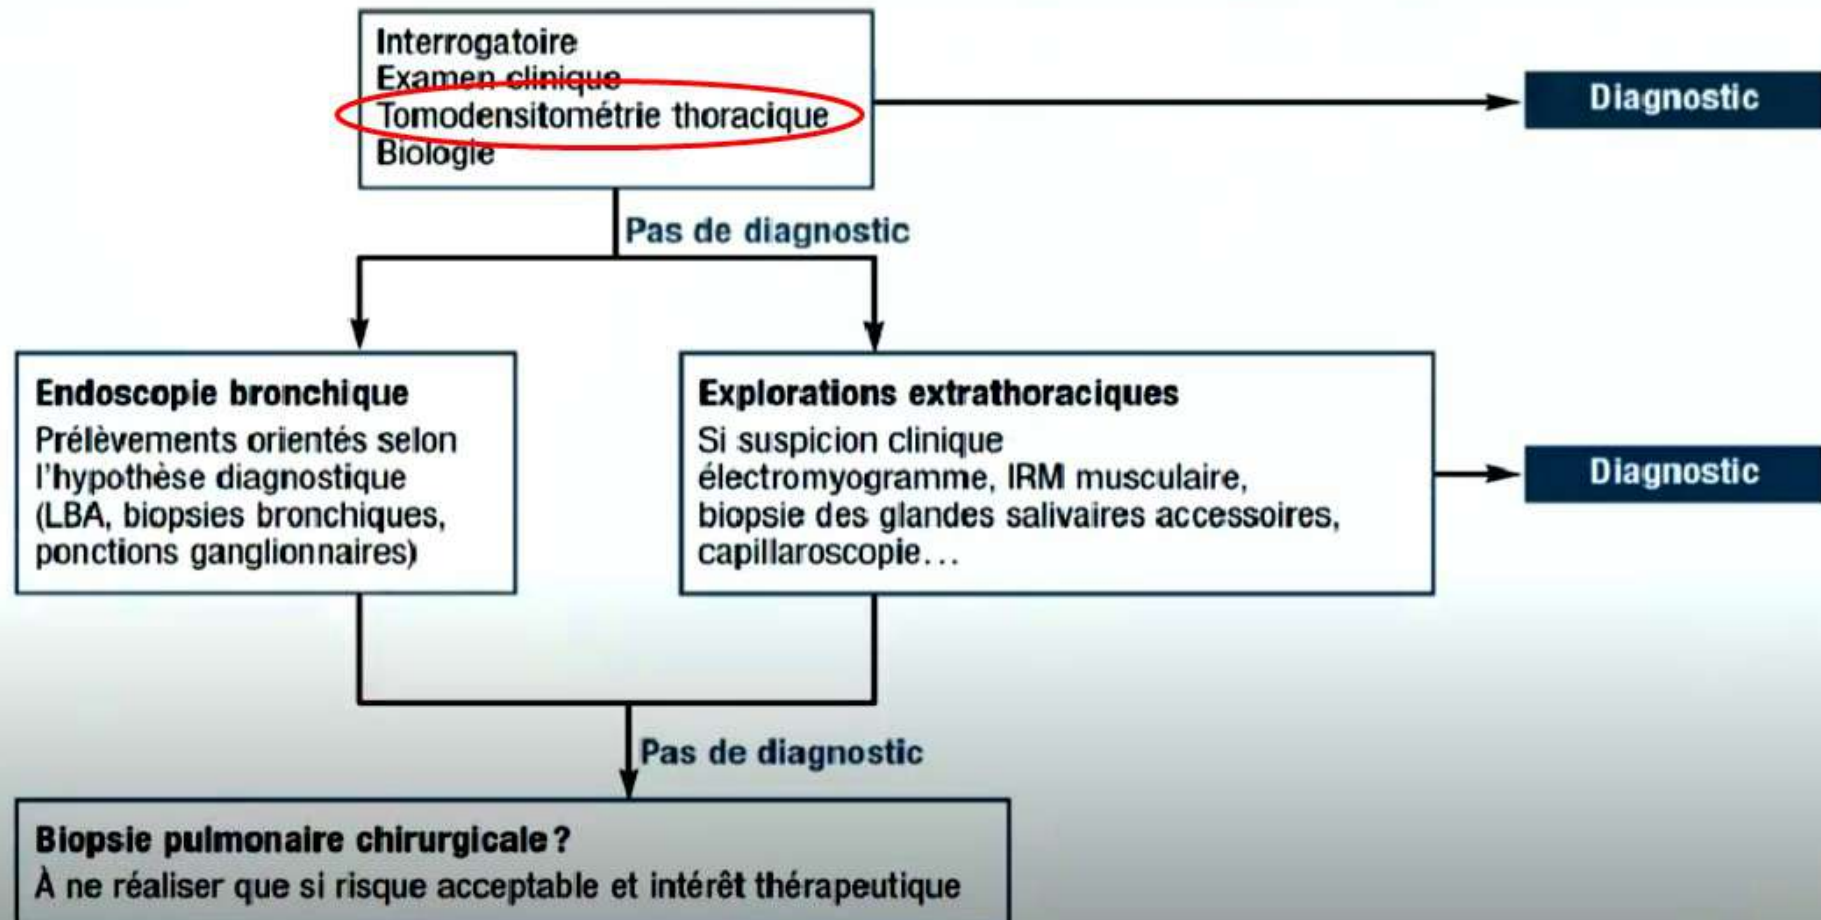 Interrogatoire
Examen clinique
Tomodensitométrie thoracique
Biologie
Diagnostic
Pas de diagnostic
Endoscopie bronchique
Prélèvements orientés selon
l'hypothèse diagnostique
(LBA, biopsies bronchiques,
ponctions ganglionnaires)
Explorations extrathoraciques
Si suspicion clinique
électromyogramme, IRM musculaire,
biopsie des glandes salivaires accessoires,
capillaroscopie...
Diagnostic
Pas de diagnostic
Biopsie pulmonaire chirurgicale ?
À ne réaliser que si risque acceptable et intérêt thérapeutique